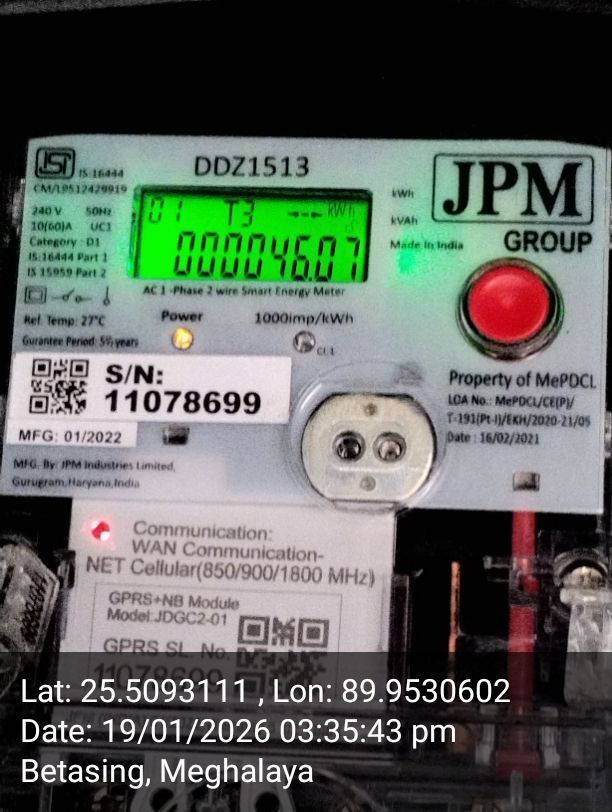 IS 16444
CM/L9512429919
DDZ1513
JPM
GROUP
240 V 50Hz
10(60)A UC1
Category : D1
IS:16444 Part 1
IS 15959 Part 2
01 T3 kWh
000046.07
kWh
kVAh
Made In India
AC 1 -Phase 2 wire Smart Energy Meter
Ref. Temp: 27°C
Gurantee Period: 5½ years
Power
1000imp/kWh
CL1
S/N:
11078699
MFG: 01/2022
Property of MePDCL
LOA No.: MePDCL/CE(P)/
T-191(Pt-I)/EKH/2020-21/05
Date : 16/02/2021
MFG. By: JPM Industries Limited,
Gurugram,Haryana,India
Communication:
WAN Communication-
NET Cellular(850/900/1800 MHz)
GPRS+NB Module
Model:JDGC2-01
GPRS SL. No.
Lat: 25.5093111 , Lon: 89.9530602
Date: 19/01/2026 03:35:43 pm
Betasing, Meghalaya